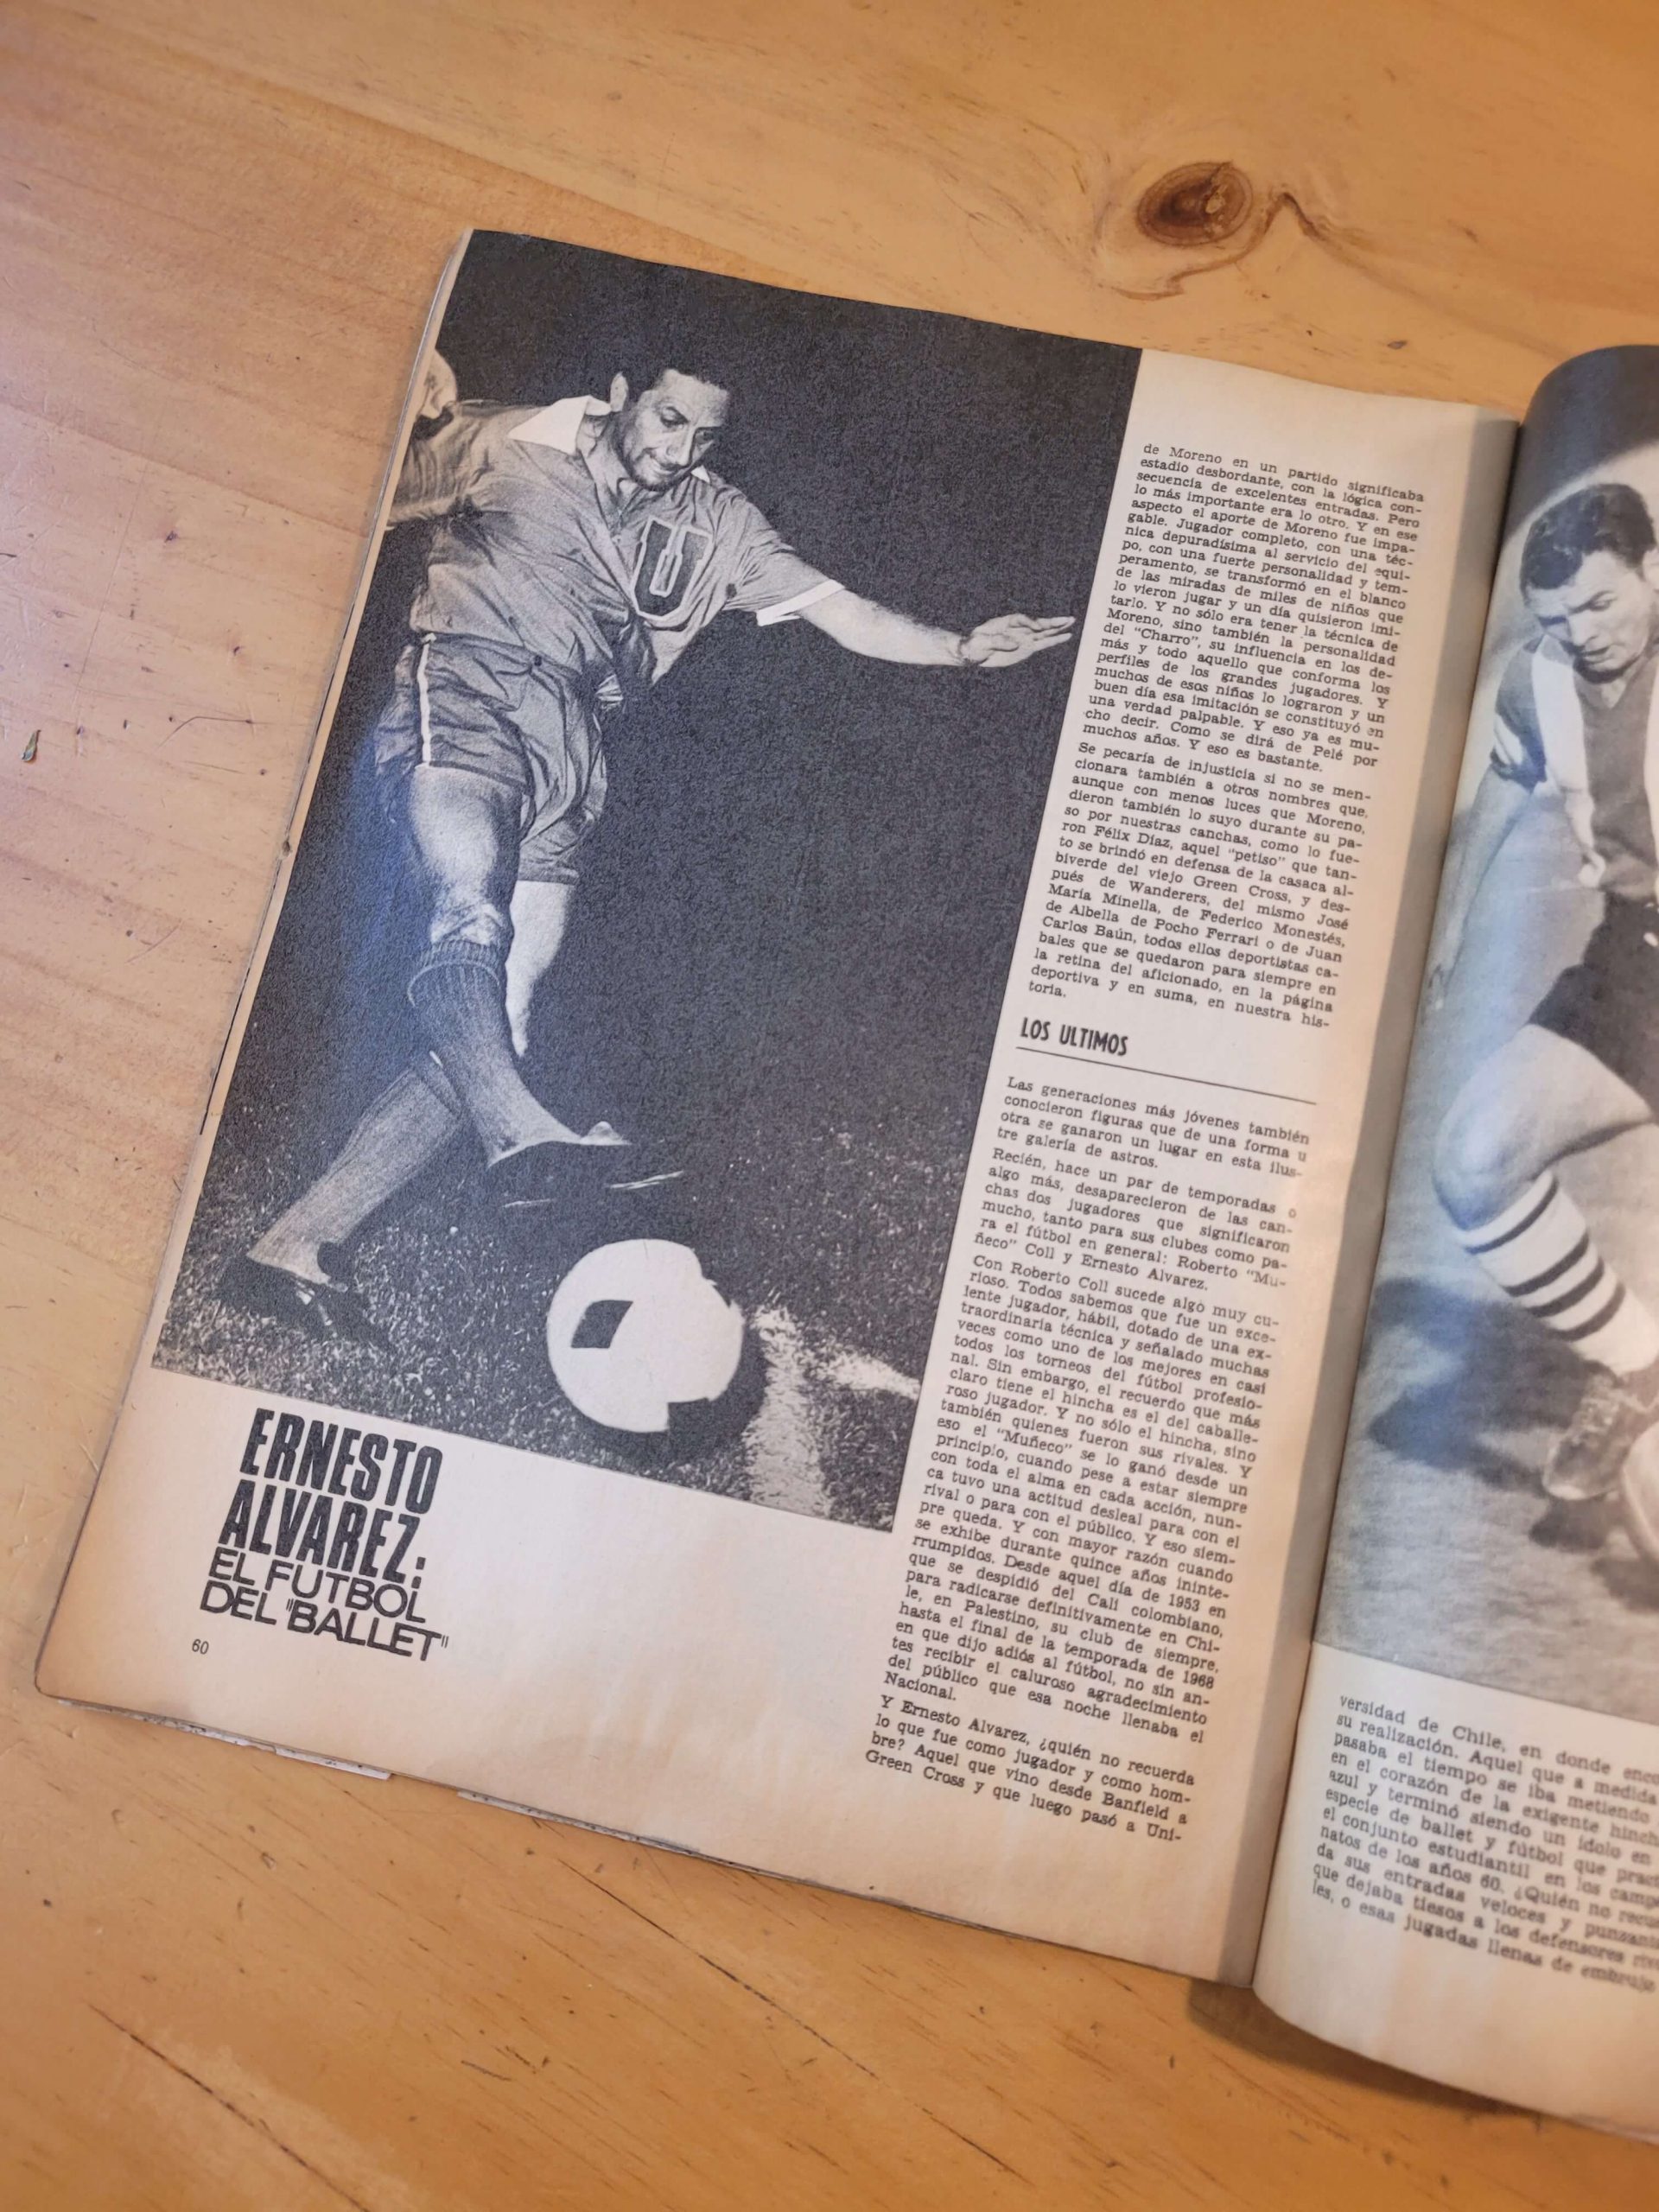 U
ERNESTO
ALVAREZ:
EL FUTBOL
DEL "BALLET"
60
de Moreno en un partido significaba
estadio desbordante, con la lógica con-
secuencia de excelentes entradas. Pero
lo más importante era lo otro. Y en ese
aspecto el aporte de Moreno fue impa-
gable. Jugador completo, con una téc-
nica depuradísima al servicio del equi-
po, con una fuerte personalidad y tem-
peramento, se transformó en el blanco
de las miradas de miles de niños que
lo vieron jugar y un día quisieron imi-
tarlo. Y no sólo era tener la técnica de
Moreno, sino también la personalidad
del "Charro", su influencia en los de-
más y todo aquello que conforma los
perfiles de los grandes jugadores. Y
muchos de esos niños lo lograron y un
buen día esa imitación se constituyó en
una verdad palpable. Y eso ya es mu-
cho decir. Como se dirá de Pelé por
muchos años. Y eso es bastante.
Se pecaría de injusticia si no se men-
cionara también a otros nombres que,
aunque con menos luces que Moreno,
dieron también lo suyo durante su pa-
so por nuestras canchas, como lo fue-
ron Félix Díaz, aquel "petiso" que tan-
to se brindó en defensa de la casaca al-
biverde del viejo Green Cross, y des-
pués de Wanderers, del mismo José
María Minella, de Federico Monestés,
de Albella de Pocho Ferrari o de Juan
Carlos Baún, todos ellos deportistas ca-
bales que se quedaron para siempre en
la retina del aficionado, en la página
deportiva y en suma, en nuestra his-
toria.
LOS ULTIMOS
Las generaciones más jóvenes también
conocieron figuras que de una forma u
otra se ganaron un lugar en esta ilus-
tre galería de astros.
Recién, hace un par de temporadas o
algo más, desaparecieron de las can-
chas dos jugadores que significaron
mucho, tanto para sus clubes como pa-
ra el fútbol en general: Roberto "Mu-
ñeco" Coll y Ernesto Alvarez.
Con Roberto Coll sucede algo muy cu-
rioso. Todos sabemos que fue un exce-
lente jugador, hábil, dotado de una ex-
traordinaria técnica y señalado muchas
veces como uno de los mejores en casi
todos los torneos del fútbol profesio-
nal. Sin embargo, el recuerdo que más
claro tiene el hincha es el del caballe-
roso jugador. Y no sólo el hincha, sino
también quienes fueron sus rivales. Y
eso el "Muñeco" se lo ganó desde un
principio, cuando pese a estar siempre
con toda el alma en cada acción, nun-
ca tuvo una actitud desleal para con el
rival o para con el público. Y eso siem-
pre queda. Y con mayor razón cuando
se exhibe durante quince años ininte-
rrumpidos. Desde aquel día de 1953 en
que se despidió del Cali colombiano,
para radicarse definitivamente en Chi-
le, en Palestino, su club de siempre,
hasta el final de la temporada de 1968
en que dijo adiós al fútbol, no sin an-
tes recibir el caluroso agradecimiento
del público que esa noche llenaba el
Nacional.
Y Ernesto Alvarez, ¿quién no recuerda
lo que fue como jugador y como hom-
bre? Aquel que vino desde Banfield a
Green Cross y que luego pasó a Uni-
versidad de Chile, en donde
su realización. Aquel que a medida
pasaba el tiempo se iba metiendo
en el corazón de la exigente
azul y terminó siendo un ídolo en
especie de ballet y fútbol que
el conjunto estudiantil en los
natos de los años 60. ¿Quién no
da sus entradas veloces y
que dejaba tiesos a los defensores
les, o esas jugadas llenas de embrujo